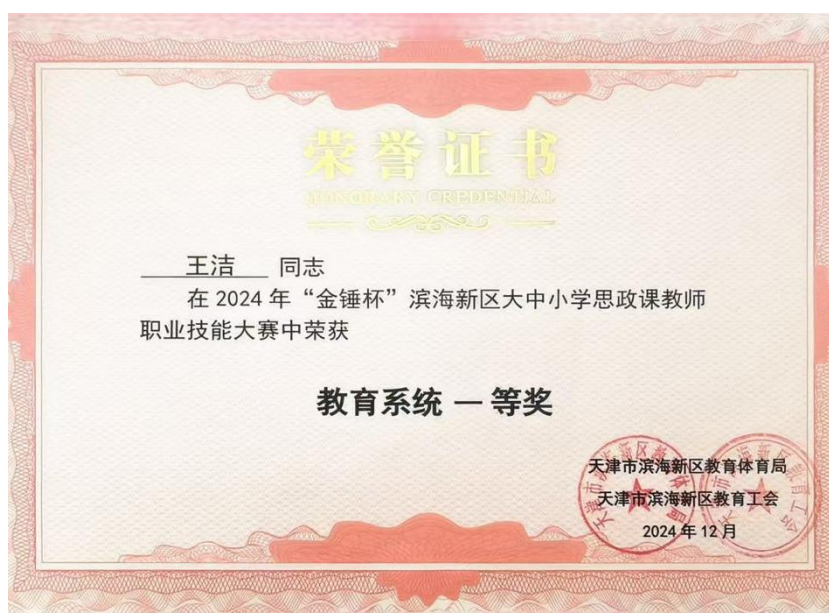 荣誉证书
HONORARY CREDENTIAL
王洁 同志
在 2024 年“金锤杯”滨海新区大中小学思政课教师
职业技能大赛中荣获
教育系统 一 等奖
天津市滨海新区教育体育局
天津市滨海新区教育工会
2024 年 12 月